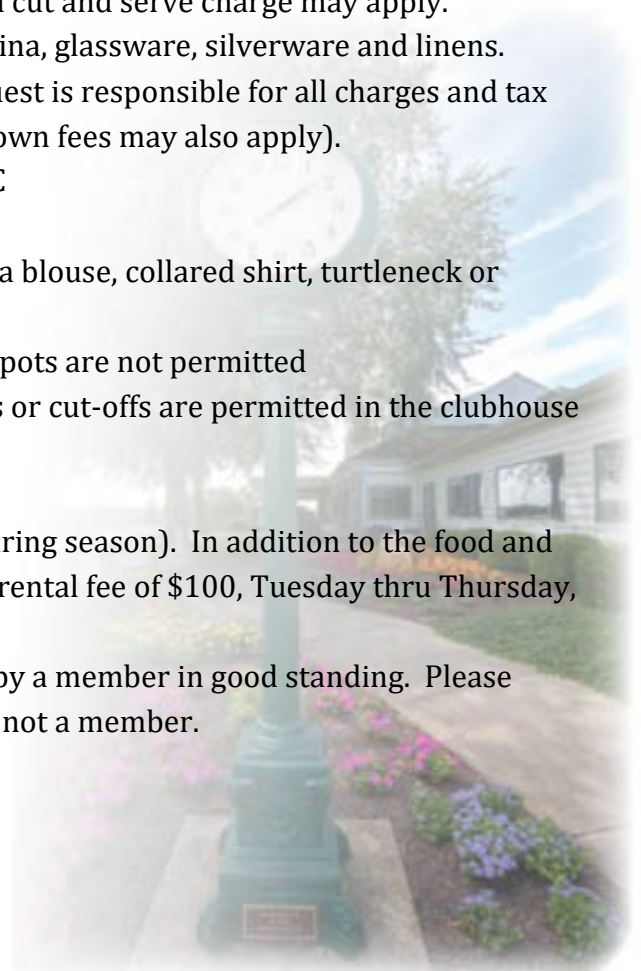 cut and serve charge may apply.
ina, glassware, silverware and linens.
uest is responsible for all charges and tax
own fees may also apply).
a blouse, collared shirt, turtleneck or
pots are not permitted
s or cut-offs are permitted in the clubhouse
ring season).  In addition to the food and
rental fee of $100, Tuesday thru Thursday,
by a member in good standing.  Please
not a member.